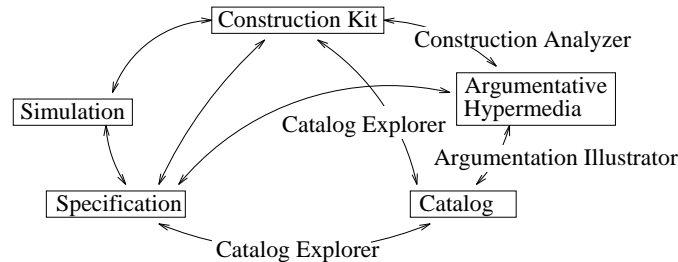 Construction Kit
Construction Analyzer
Argumentative
Hypermedia
Simulation
Catalog Explorer
Argumentation Illustrator
Specification
Catalog
Catalog Explorer